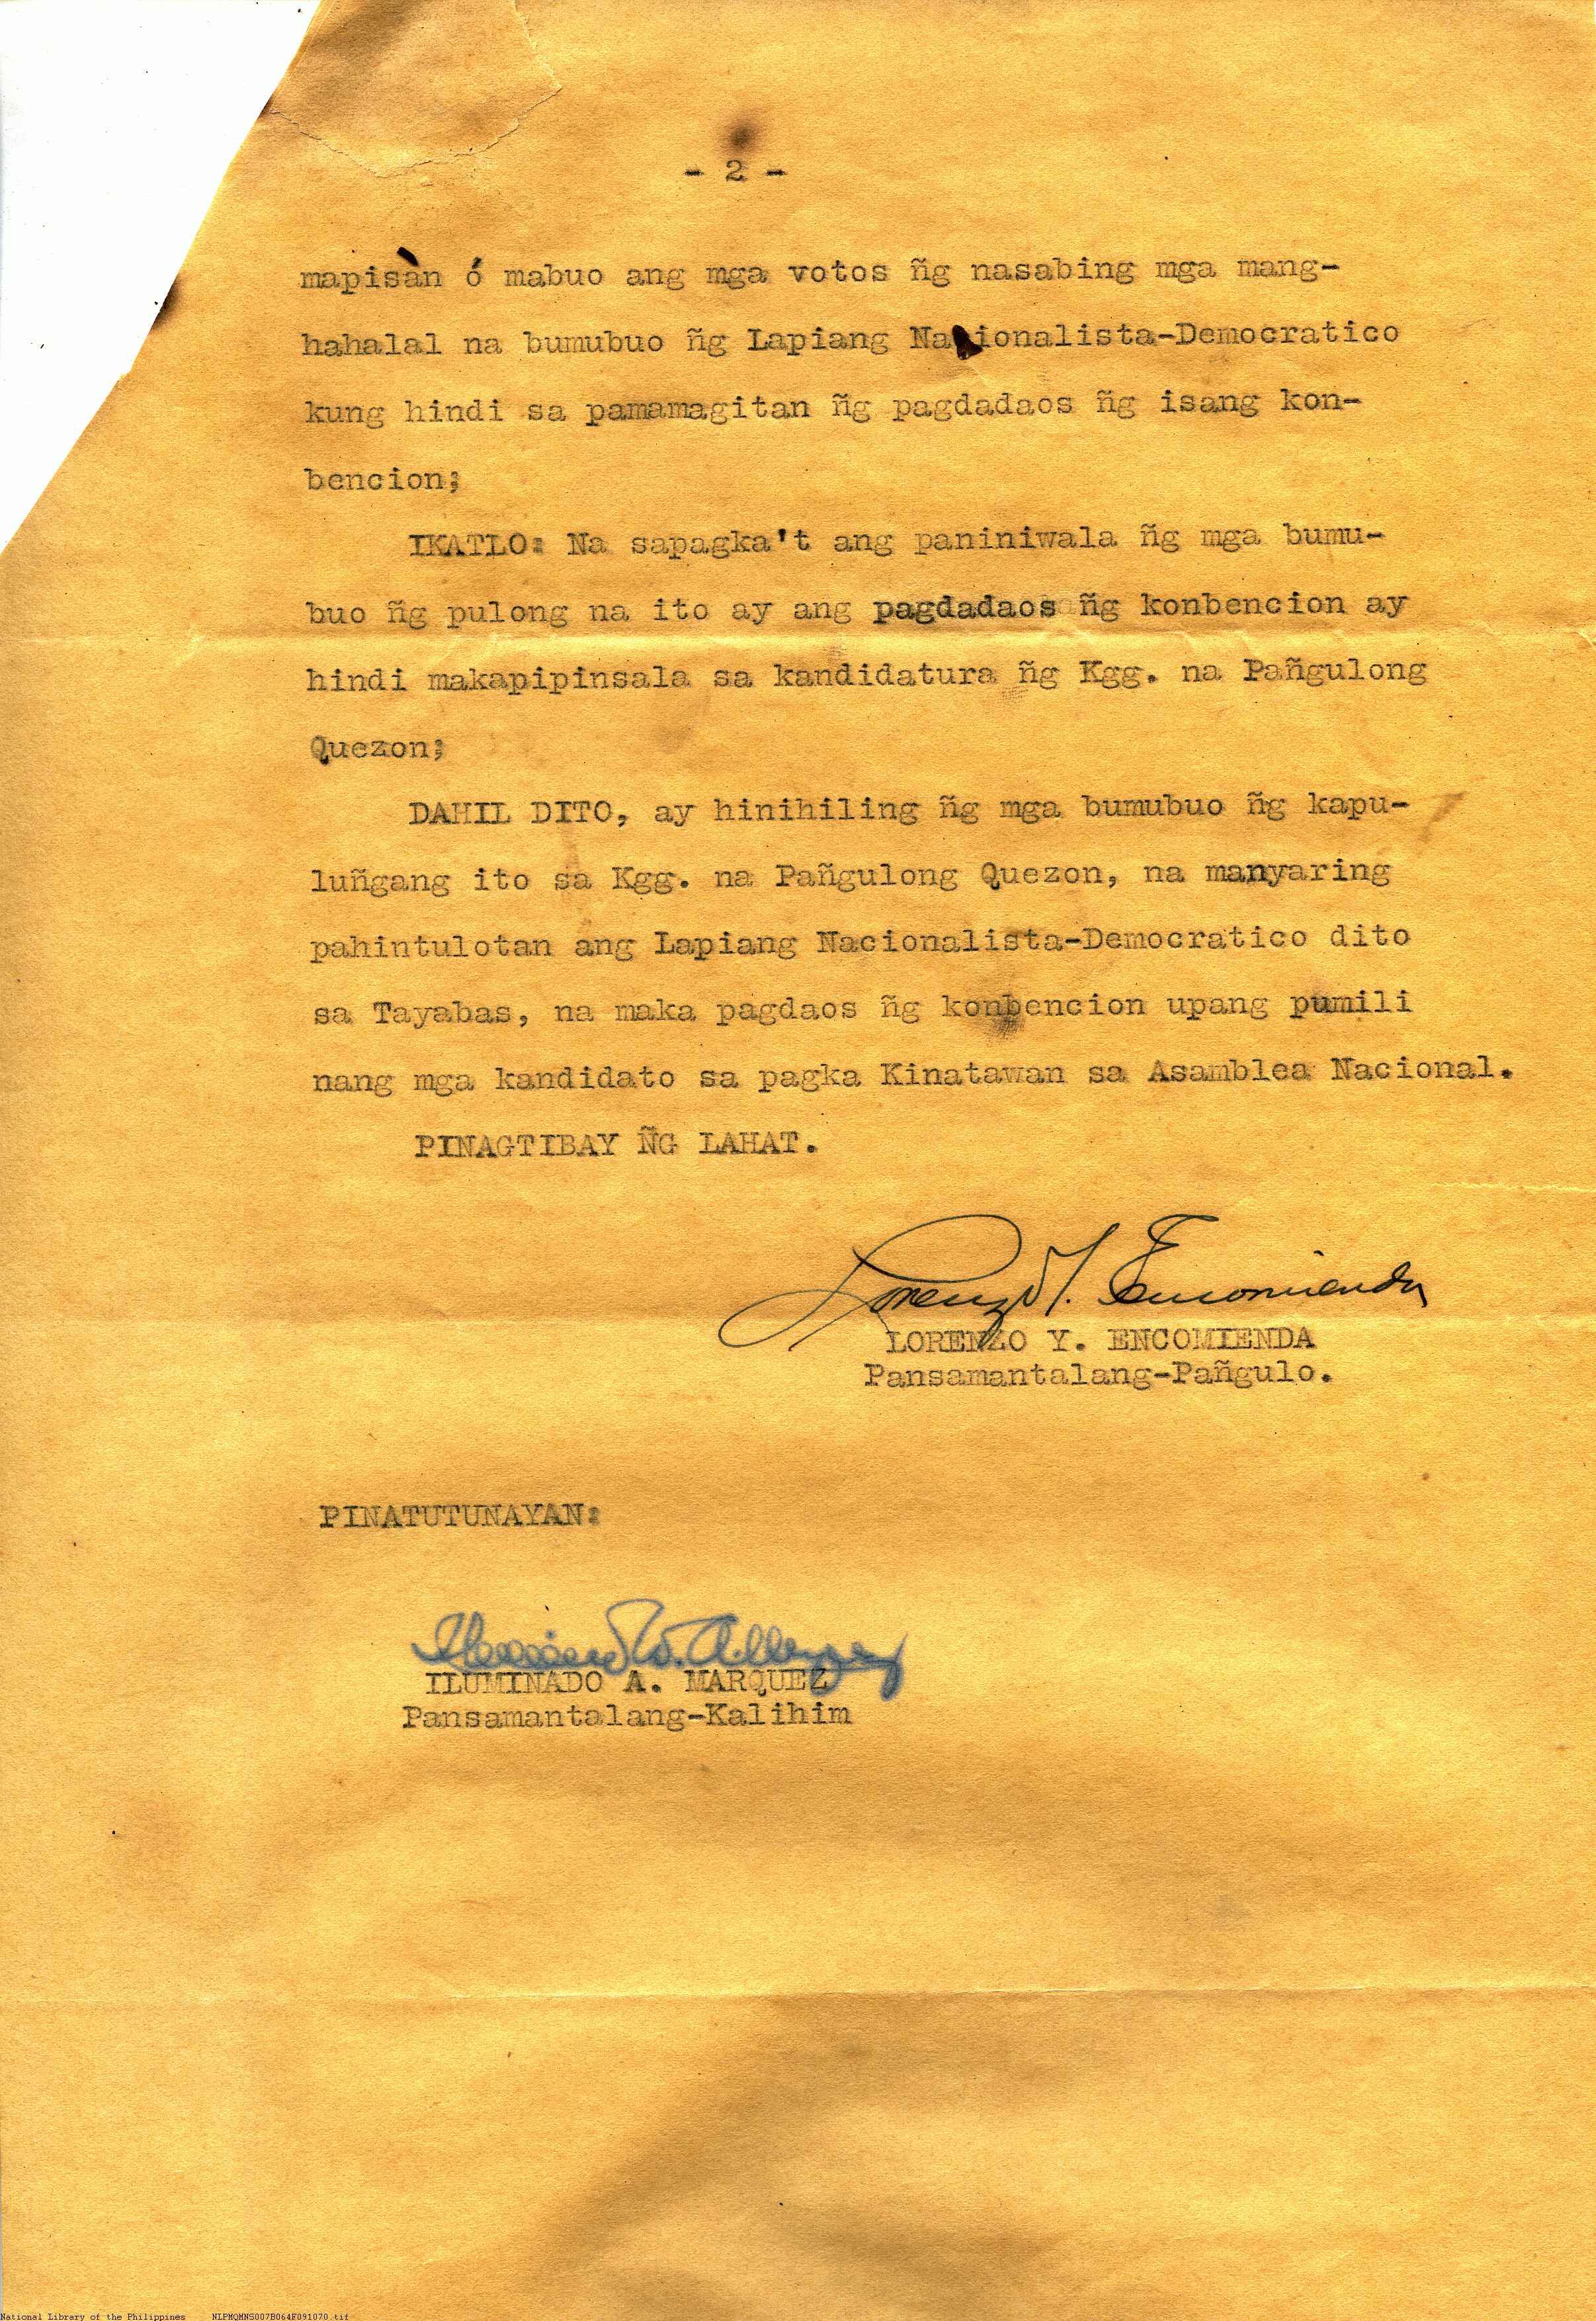 - 2 -
mapisàn ó mabuo ang mga votos ñg nasabing mga mang-
hahalal na bumubuo ñg Lapiang Nacionalista-Democratico
kung hindi sa pamamagitan ñg pagdadaos ñg isang kon-
bencion;
IKATLO: Na sapagka't ang paniniwala ñg mga bumu-
buo ñg pulong na ito ay ang pagdadaos ñg konbencion ay
hindi makapipinsala sa kandidatura ñg Kgg. na Pañgulong
Quezon;
DAHIL DITO, ay hinihiling ñg mga bumubuo ñg kapu-
luñgang ito sa Kgg. na Pañgulong Quezon, na manyaring
pahintulotan ang Lapiang Nacionalista-Democratico dito
sa Tayabas, na maka pagdaos ñg konbencion upang pumili
nang mga kandidato sa pagka Kinatawan sa Asamblea Nacional.
PINAGTIBAY ÑG LAHAT.
Lorenzo Y. Encomienda
LORENZO Y. ENCOMIENDA
Pansamantalang-Pañgulo.
PINATUTUNAYAN:
ILUMINADO A. MARQUEZ
Pansamantalang-Kalihim
National Library of the Philippines NLPMQMNS007B064F091070.tif